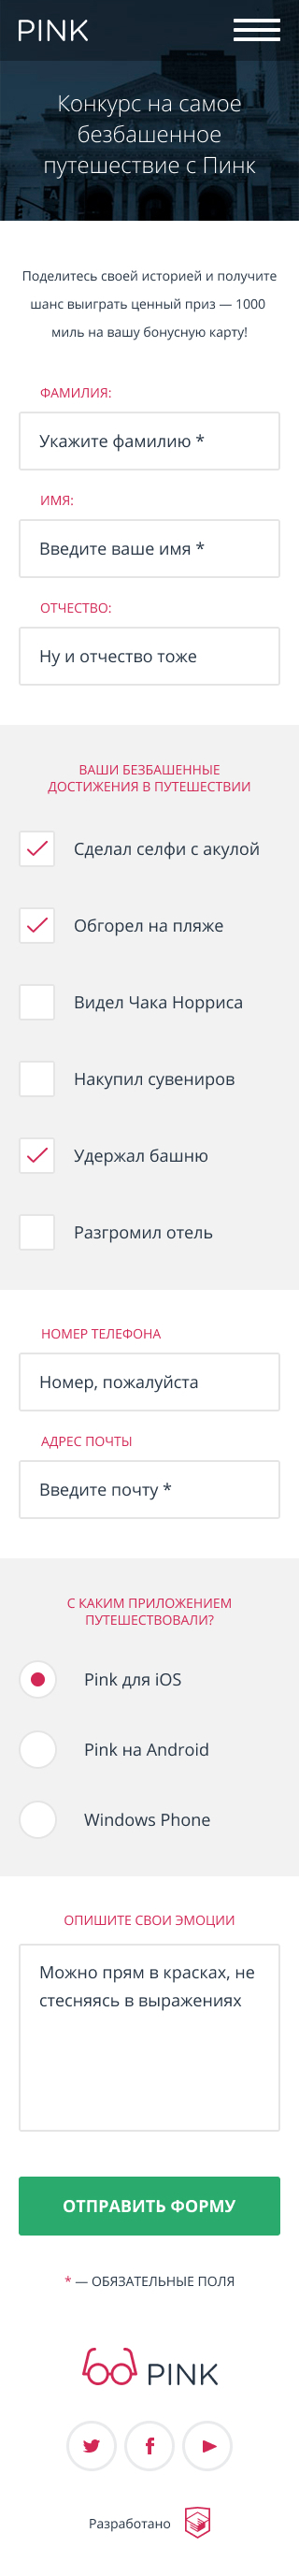 PINK
Конкурс на самое
безбашенное
путешествие с Пинк
Поделитесь своей историей и получите
шанс выиграть ценный приз — 1000
миль на вашу бонусную карту!
ФАМИЛИЯ:
Укажите фамилию *
ИМЯ:
Введите ваше имя *
ОТЧЕСТВО:
Ну и отчество тоже
ВАШИ БЕЗБАШЕННЫЕ
ДОСТИЖЕНИЯ В ПУТЕШЕСТВИИ
Сделал селфи с акулой
Обгорел на пляже
Видел Чака Норриса
Накупил сувениров
Удержал башню
Разгромил отель
НОМЕР ТЕЛЕФОНА
Номер, пожалуйста
АДРЕС ПОЧТЫ
Введите почту *
С КАКИМ ПРИЛОЖЕНИЕМ
ПУТЕШЕСТВОВАЛИ?
Pink для iOS
Pink на Android
Windows Phone
ОПИШИТЕ СВОИ ЭМОЦИИ
Можно прям в красках, не
стесняясь в выражениях
ОТПРАВИТЬ ФОРМУ
* — ОБЯЗАТЕЛЬНЫЕ ПОЛЯ
PINK
Разработано